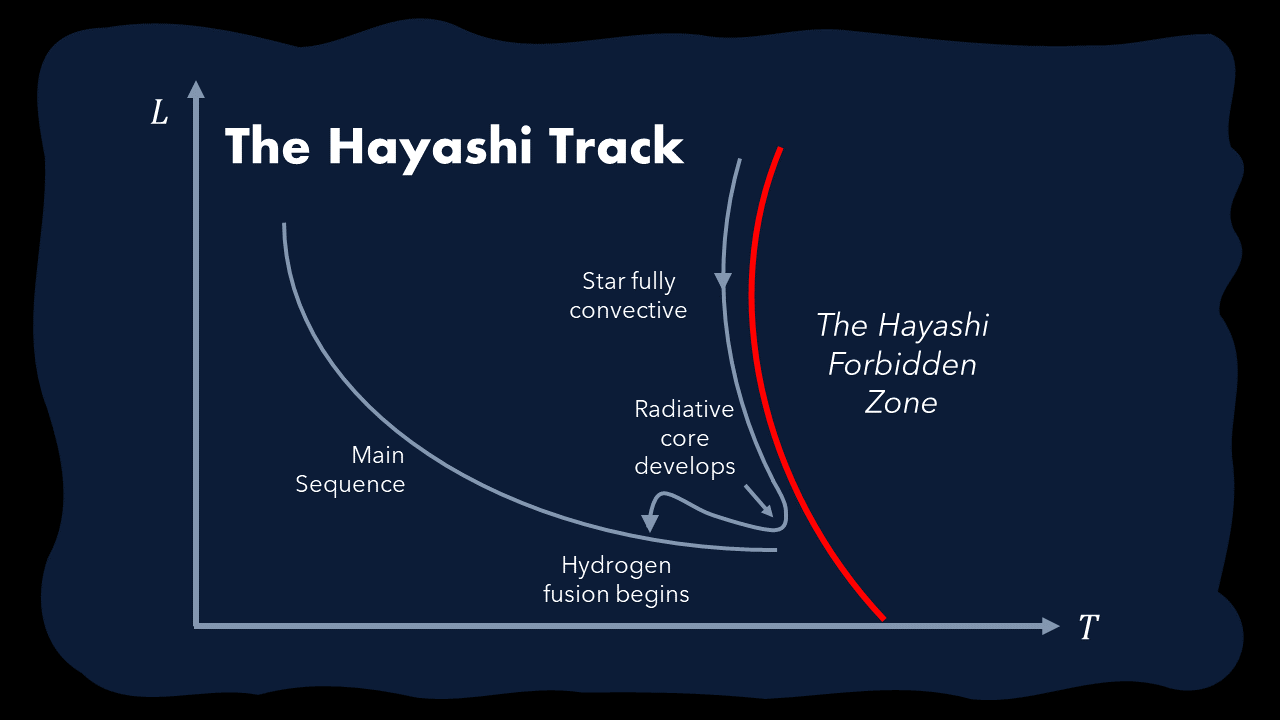 L
The Hayashi Track
Star fully
convective
The Hayashi
Forbidden
Zone
Radiative
core
develops
Main
Sequence
Hydrogen
fusion begins
T